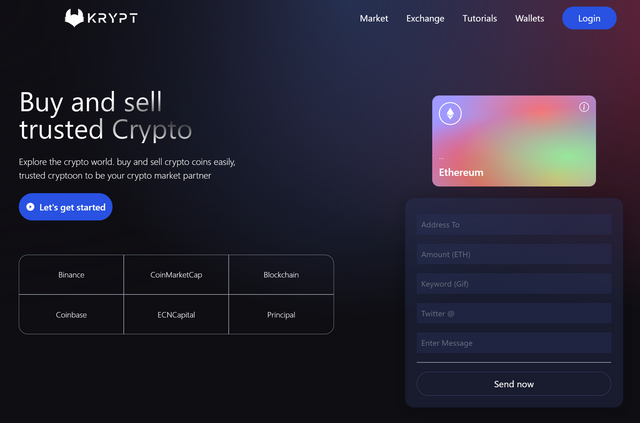 KRYPT
Market
Exchange
Tutorials
Wallets
Login
Buy and sell
trusted Crypto
Explore the crypto world. buy and sell crypto coins easily,
trusted cryptoon to be your crypto market partner
Let's get started
Binance
CoinMarketCap
Blockchain
Coinbase
ECNCapital
Principal
...
Ethereum
Address To
Amount (ETH)
Keyword (Gif)
Twitter @
Enter Message
Send now